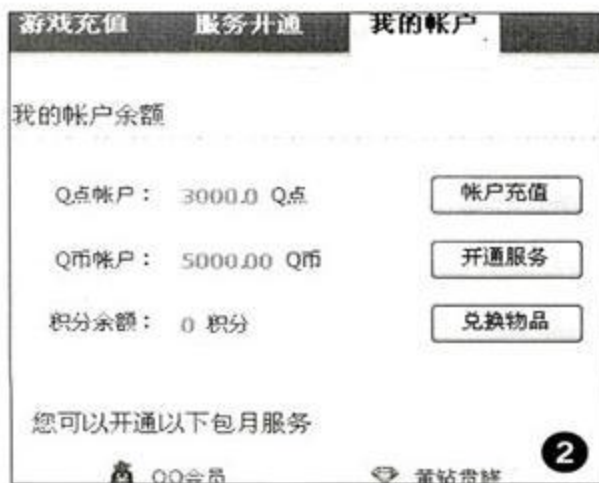 游戏充值 服务开通 我的帐户
我的帐户余额
Q点帐户： 3000.0 Q点 帐户充值
Q币帐户： 5000.00 Q币 开通服务
积分余额： 0 积分 兑换物品
您可以开通以下包月服务
2
QQ会员 黄钻贵族